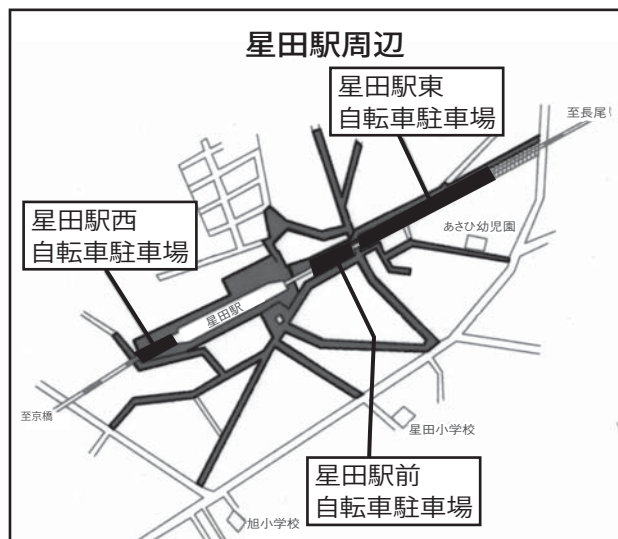 星田駅周辺
星田駅東
自転車駐車場
至長尾
あさひ幼児園
星田駅西
自転車駐車場
星田駅
至京橋
星田小学校
星田駅前
自転車駐車場
旭小学校